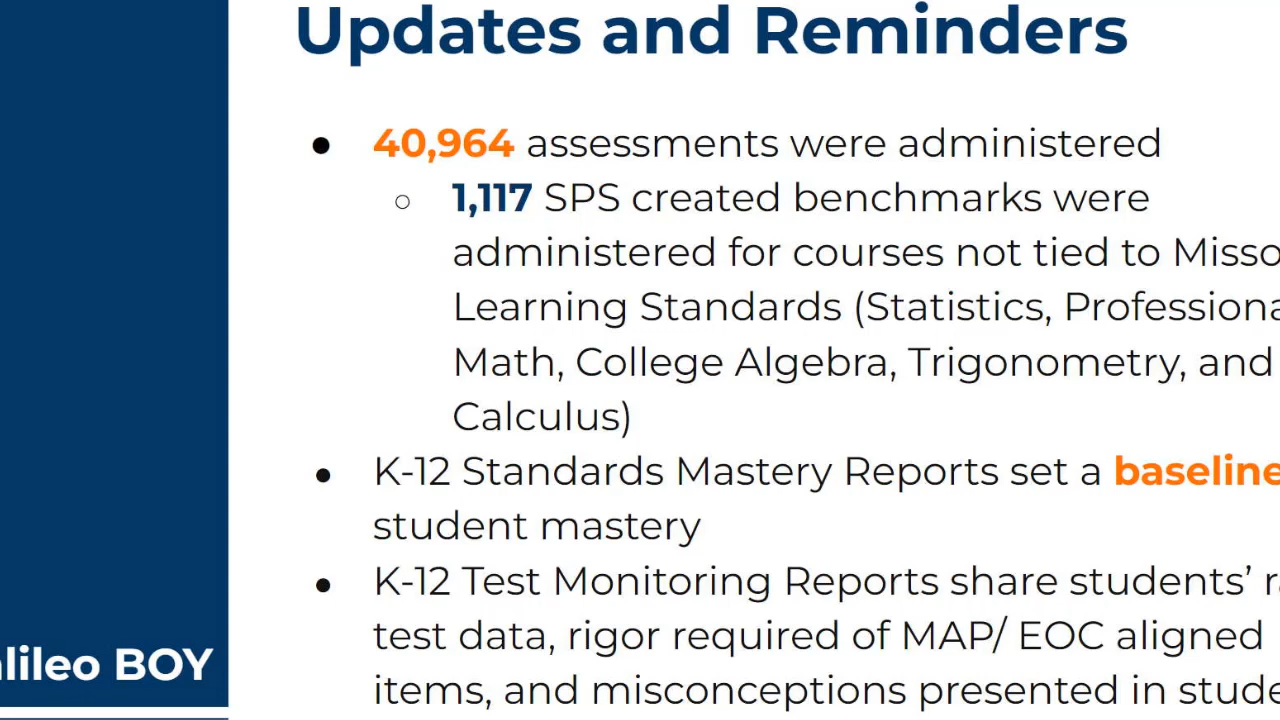 Updates and Reminders
● 40,964 assessments were administered
○ 1,117 SPS created benchmarks were
administered for courses not tied to
Learning Standards (Statistics,
Math, College Algebra, Trigonometry, and
Calculus)
● K-12 Standards Mastery Reports set a baseline
student mastery
● K-12 Test Monitoring Reports share students’
test data, rigor required of MAP/ EOC aligned
items, and misconceptions presented in
BOY